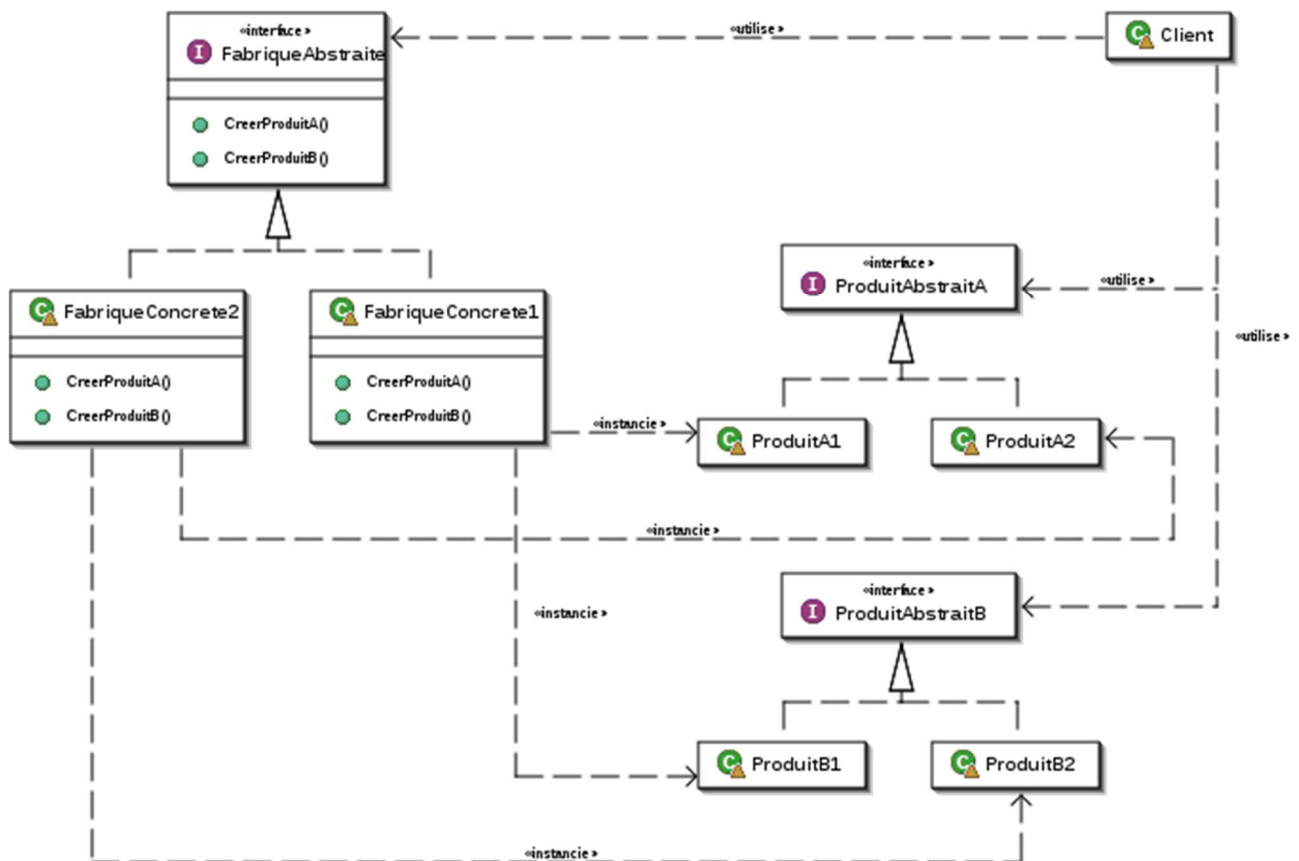 «interface»
I FabriqueAbstraite
CreerProduitA()
CreerProduitB()
«utilise»
C Client
C FabriqueConcrete2
CreerProduitA()
CreerProduitB()
C FabriqueConcrete1
CreerProduitA()
CreerProduitB()
«interface»
I ProduitAbstraitA
«utilise»
«utilise»
«instancie»
C ProduitA1
C ProduitA2
«instancie»
«interface»
I ProduitAbstraitB
«instancie»
C ProduitB1
C ProduitB2
«instancie»